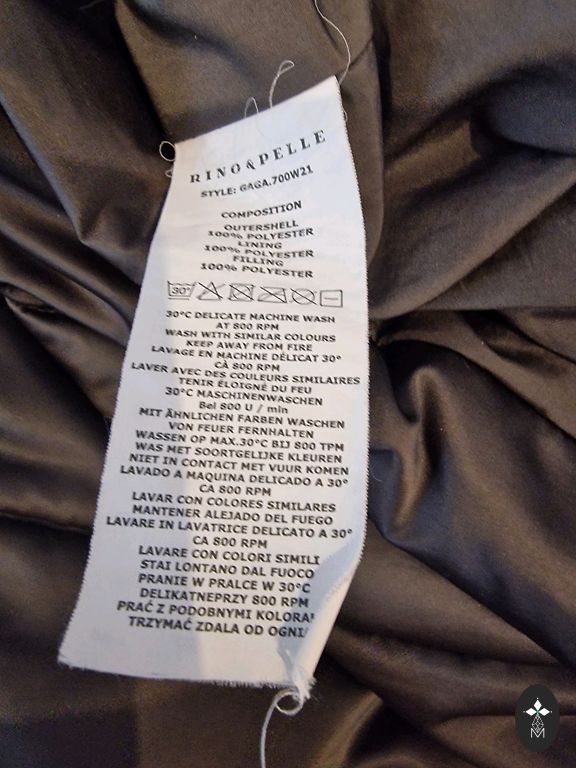 RINO & PELLE
STYLE: GAGA.700W21
COMPOSITION
OUTERSHELL
100% POLYESTER
LINING
100% POLYESTER
FILLING
100% POLYESTER
30°
30°C DELICATE MACHINE WASH
AT 800 RPM
WASH WITH SIMILAR COLOURS
KEEP AWAY FROM FIRE
LAVAGE EN MACHINE DÉLICAT 30°
CÀ 800 RPM
LAVER AVEC DES COULEURS SIMILAIRES
TENIR ÉLOIGNÉ DU FEU
30°C MASCHINENWASCHEN
Bel 800 U / min
MIT ÄHNLICHEN FARBEN WASCHEN
VON FEUER FERNHALTEN
WASSEN OP MAX.30°C BIJ 800 TPM
WAS MET SOORTGELIJKE KLEUREN
NIET IN CONTACT MET VUUR KOMEN
LAVADO A MAQUINA DELICADO A 30°
CA 800 RPM
LAVAR CON COLORES SIMILARES
MANTENER ALEJADO DEL FUEGO
LAVARE IN LAVATRICE DELICATO A 30°
CA 800 RPM
LAVARE CON COLORI SIMILI
STAI LONTANO DAL FUOCO
PRANIE W PRALCE W 30°C
DELIKATNEPRZY 800 RPM
PRAĆ Z PODOBNYMI KOLORA
TRZYMAĆ ZDALA OD OGNI
M